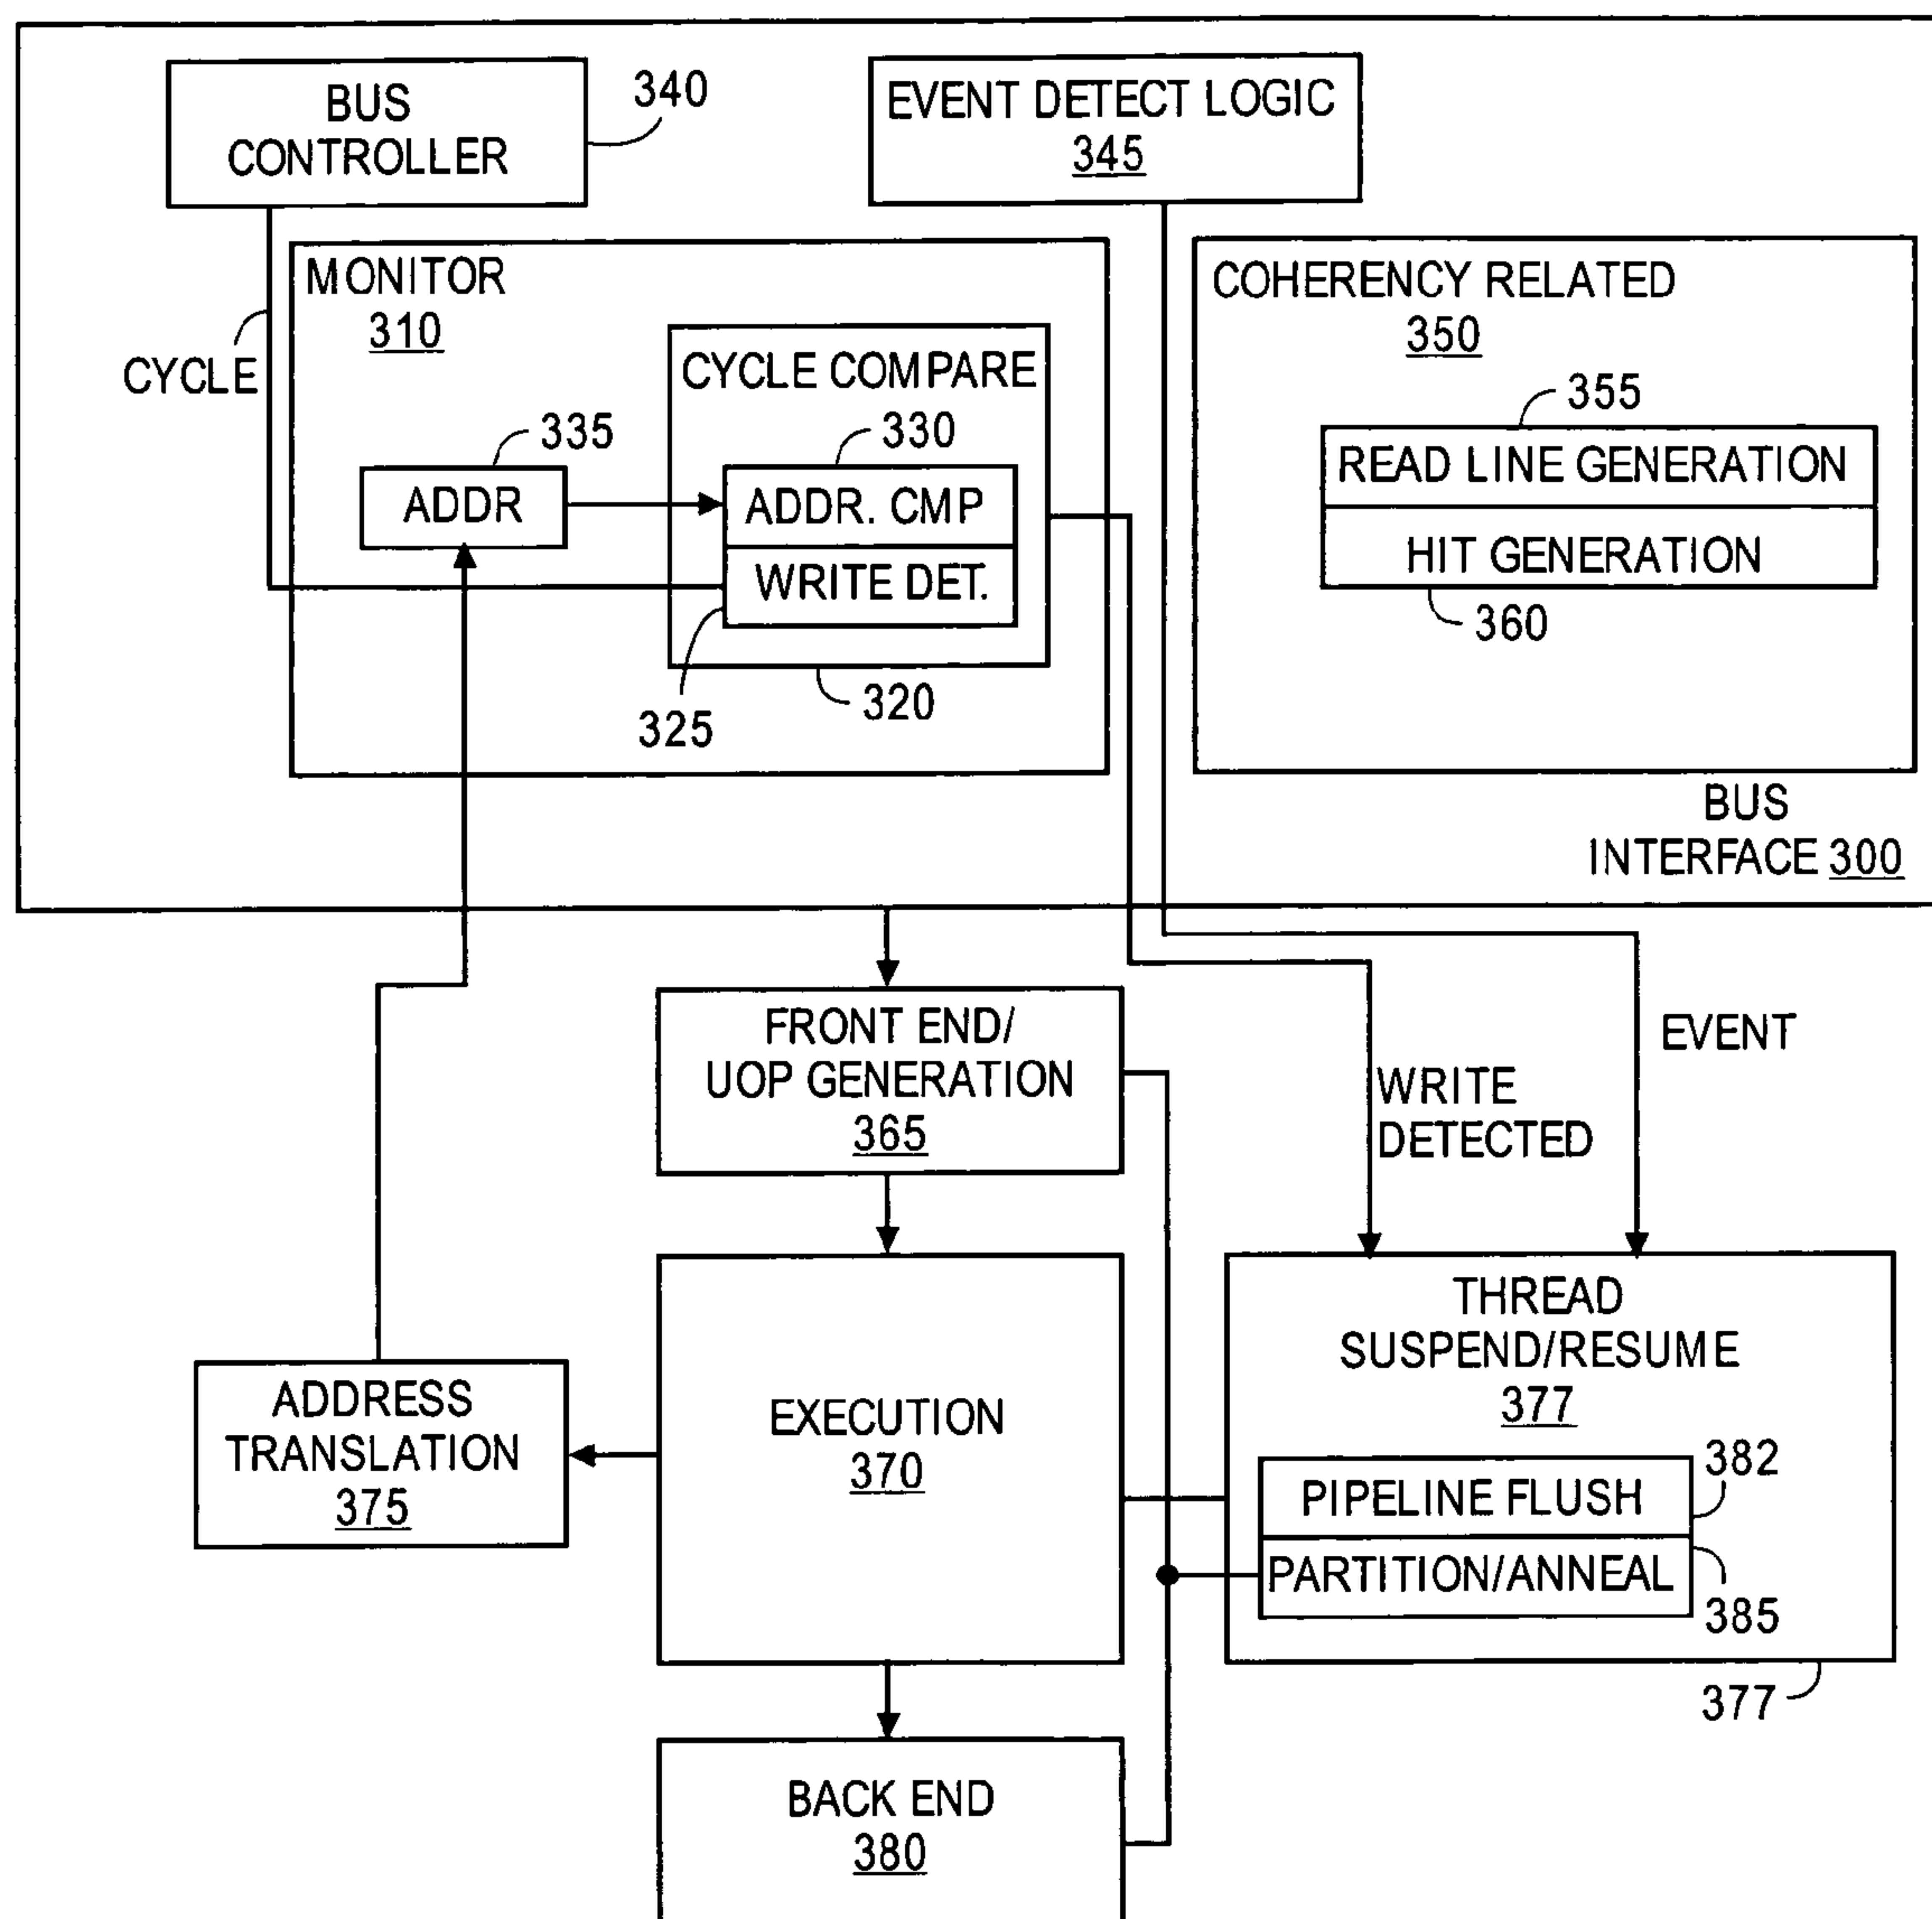 BUS
CONTROLLER
340
EVENT DETECT LOGIC
345
MONITOR
310
CYCLE
CYCLE COMPARE
335
330
ADDR
ADDR. CMP
WRITE DET.
325
320
COHERENCY RELATED
350
355
READ LINE GENERATION
HIT GENERATION
360
BUS
INTERFACE 300
FRONT END/
UOP GENERATION
365
EVENT
WRITE
DETECTED
ADDRESS
TRANSLATION
375
EXECUTION
370
THREAD
SUSPEND/RESUME
377
382
PIPELINE FLUSH
PARTITION/ANNEAL
385
377
BACK END
380